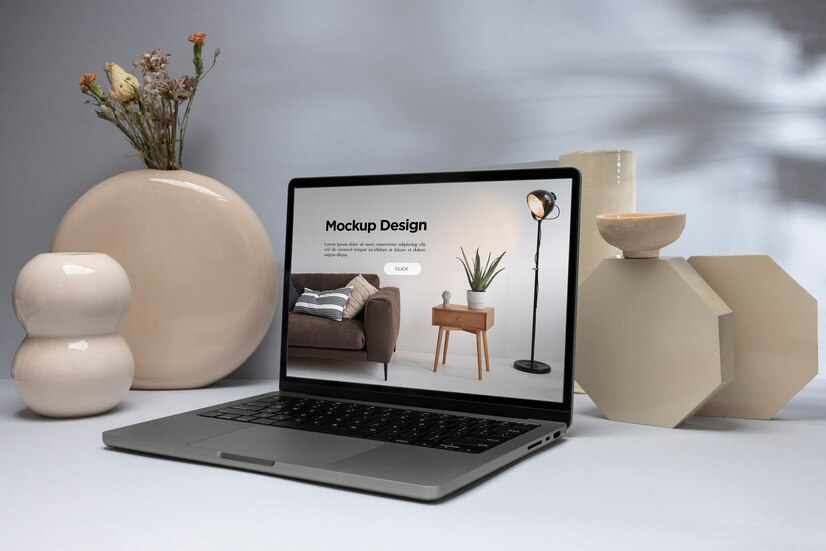 Mockup Design
Lorem ipsum dolor sit amet, consectetur adipiscing elit,
sed do eiusmod tempor incididunt ut labore et dolore
magna aliqua.
CLICK